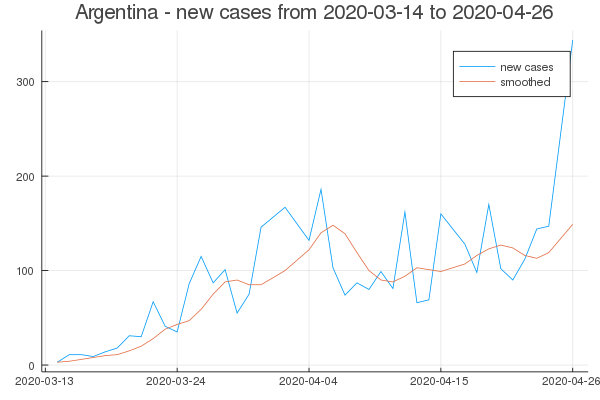 Argentina - new cases from 2020-03-14 to 2020-04-26
new cases
smoothed
300
200
100
0
2020-03-13 2020-03-24 2020-04-04 2020-04-15 2020-04-26